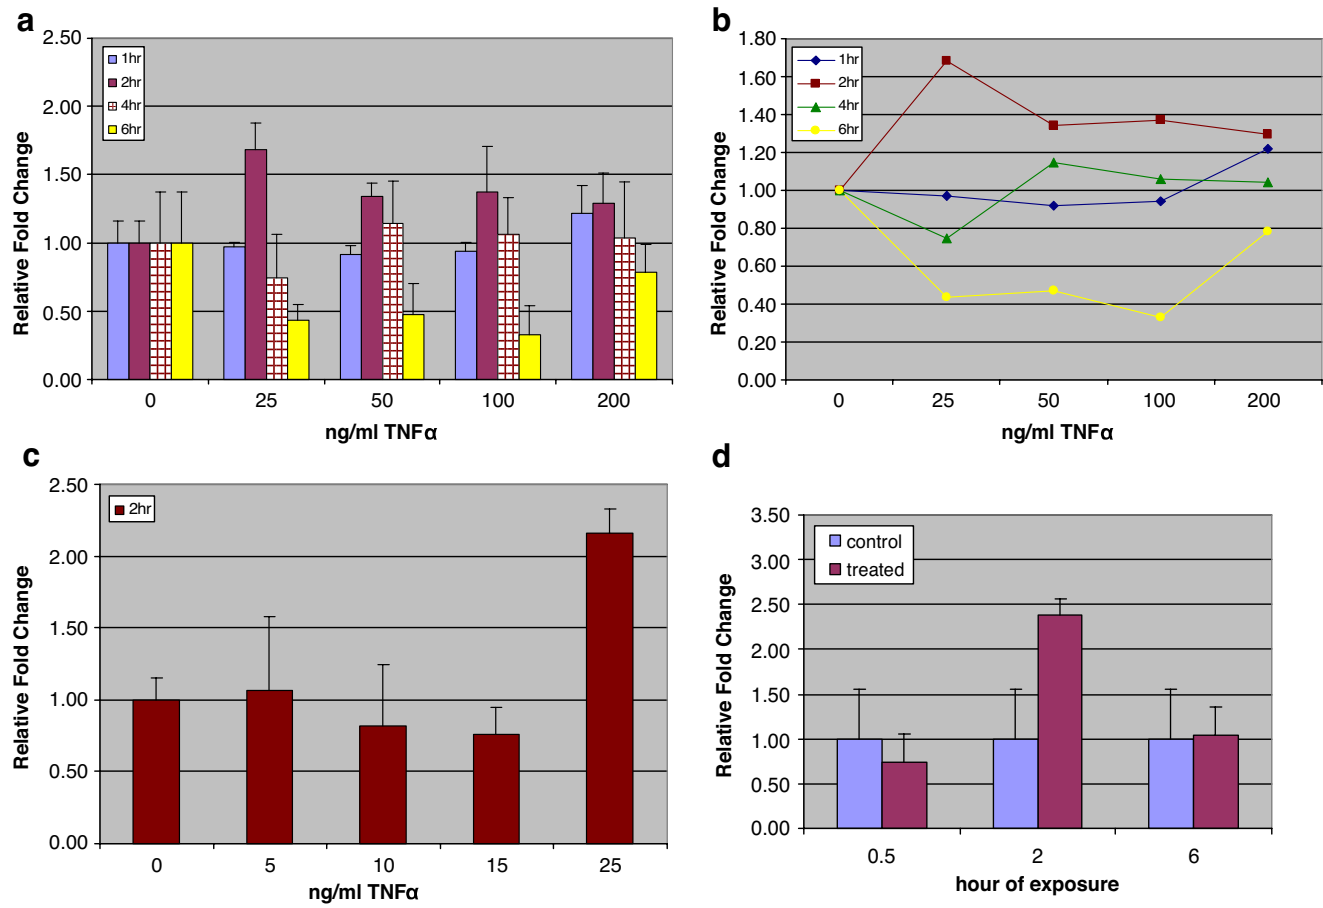 a
2.50
2.00
1.50
1.00
0.50
0.00
Relative Fold Change
1hr
2hr
4hr
6hr
0 25 50 100 200
ng/ml TNFα
b
1.80
1.60
1.40
1.20
1.00
0.80
0.60
0.40
0.20
0.00
Relative Fold Change
1hr
2hr
4hr
6hr
0 25 50 100 200
ng/ml TNFα
c
2.50
2.00
1.50
1.00
0.50
0.00
Relative Fold Change
2hr
0 5 10 15 25
ng/ml TNFα
d
3.50
3.00
2.50
2.00
1.50
1.00
0.50
0.00
Relative Fold Change
control
treated
0.5 2 6
hour of exposure